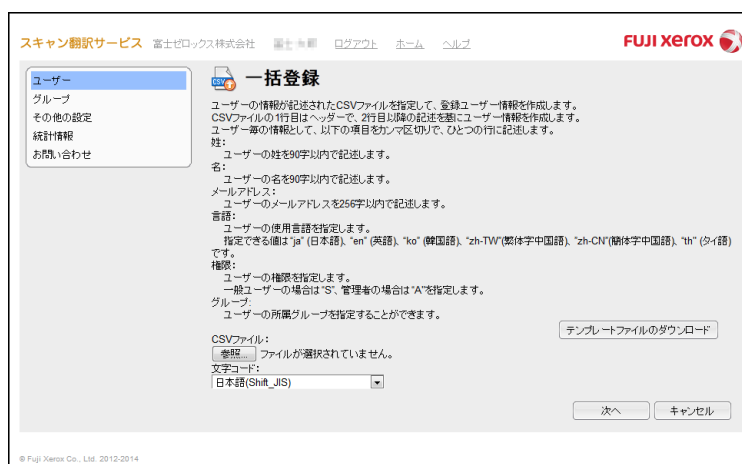 スキャン翻訳サービス 富士ゼロックス株式会社 ログアウト ホーム ヘルプ
FUJI XEROX
ユーザー
グループ
その他の設定
統計情報
お問い合わせ
CSV 一括登録
ユーザーの情報が記述されたCSVファイルを指定して、登録ユーザー情報を作成します。
CSVファイルの1行目はヘッダーで、2行目以降の記述を基にユーザー情報を作成します。
ユーザー毎の情報として、以下の項目をカンマ区切りで、ひとつの行に記述します。
姓:
ユーザーの姓を90字以内で記述します。
名:
ユーザーの名を90字以内で記述します。
メールアドレス:
ユーザーのメールアドレスを256字以内で記述します。
言語:
ユーザーの使用言語を指定します。
指定できる値は"ja" (日本語)、"en" (英語)、"ko" (韓国語)、"zh-TW"(繁体字中国語)、"zh-CN"(簡体字中国語)、"th" (タイ語)
です。
権限:
ユーザーの権限を指定します。
一般ユーザーの場合は"S"、管理者の場合は"A"を指定します。
グループ:
ユーザーの所属グループを指定することができます。
テンプレートファイルのダウンロード
CSVファイル:
参照... ファイルが選択されていません。
文字コード:
日本語(Shift_JIS)
次へ キャンセル
© Fuji Xerox Co., Ltd. 2012-2014